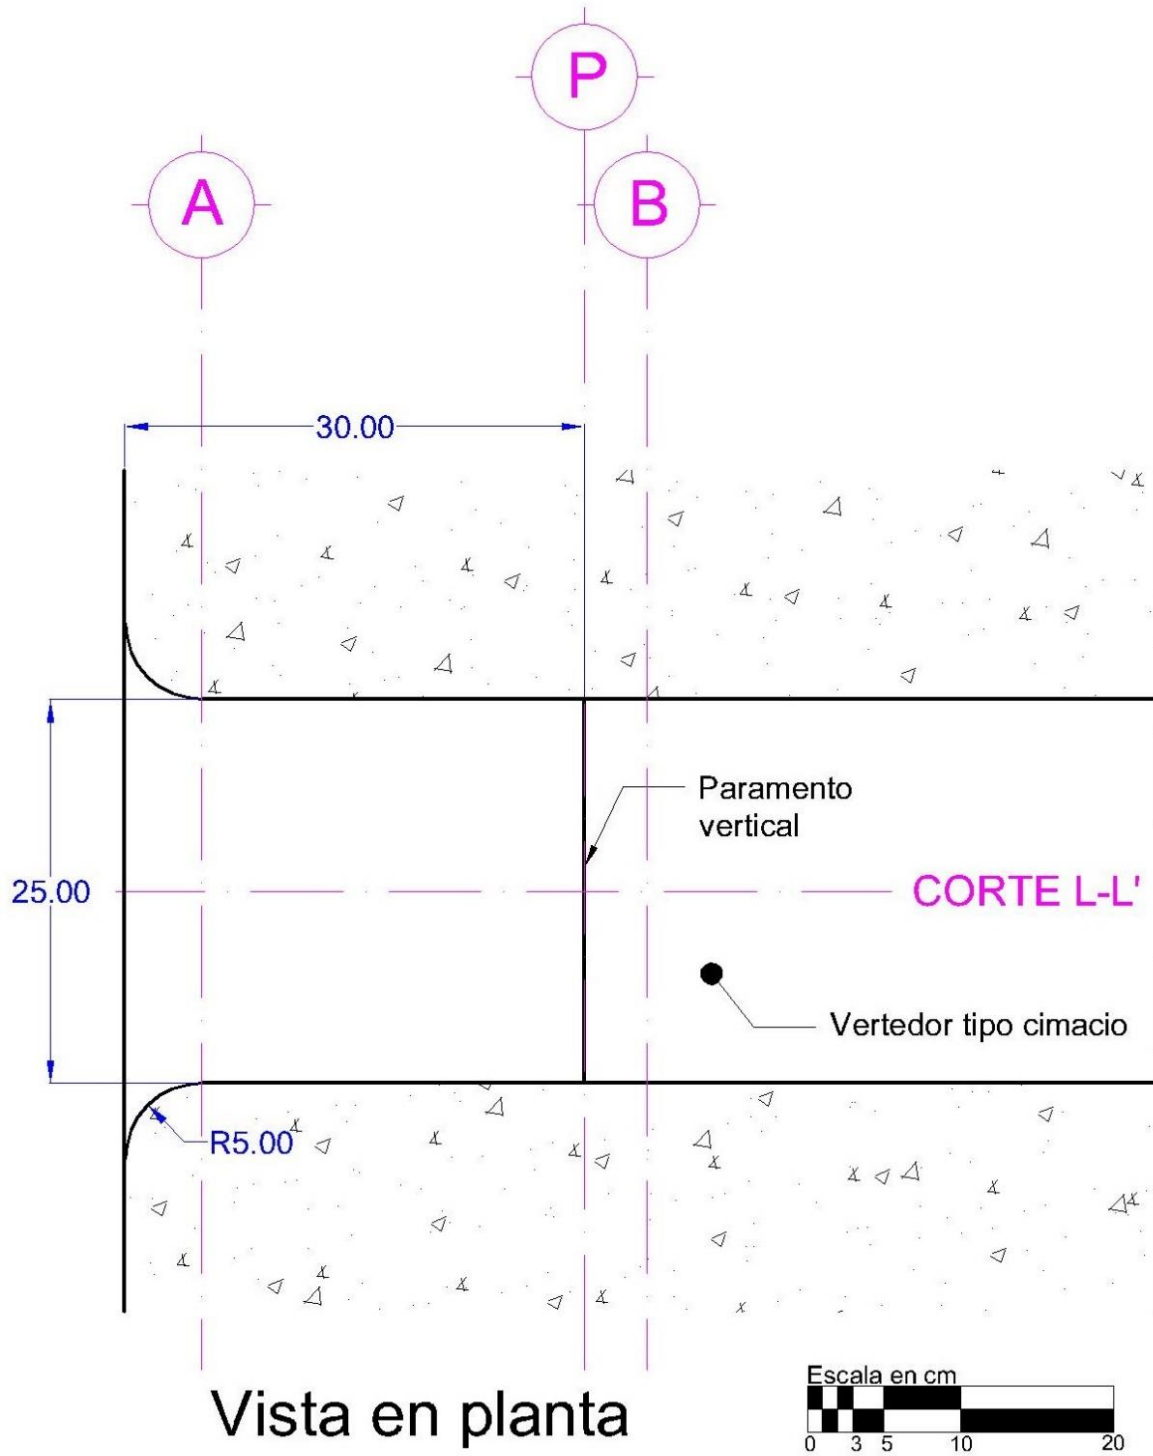 P
A
B
30.00
Paramento
vertical
25.00
CORTE L-L'
Vertedor tipo cimacio
R5.00
Vista en planta
Escala en cm
0 3 5 10 20